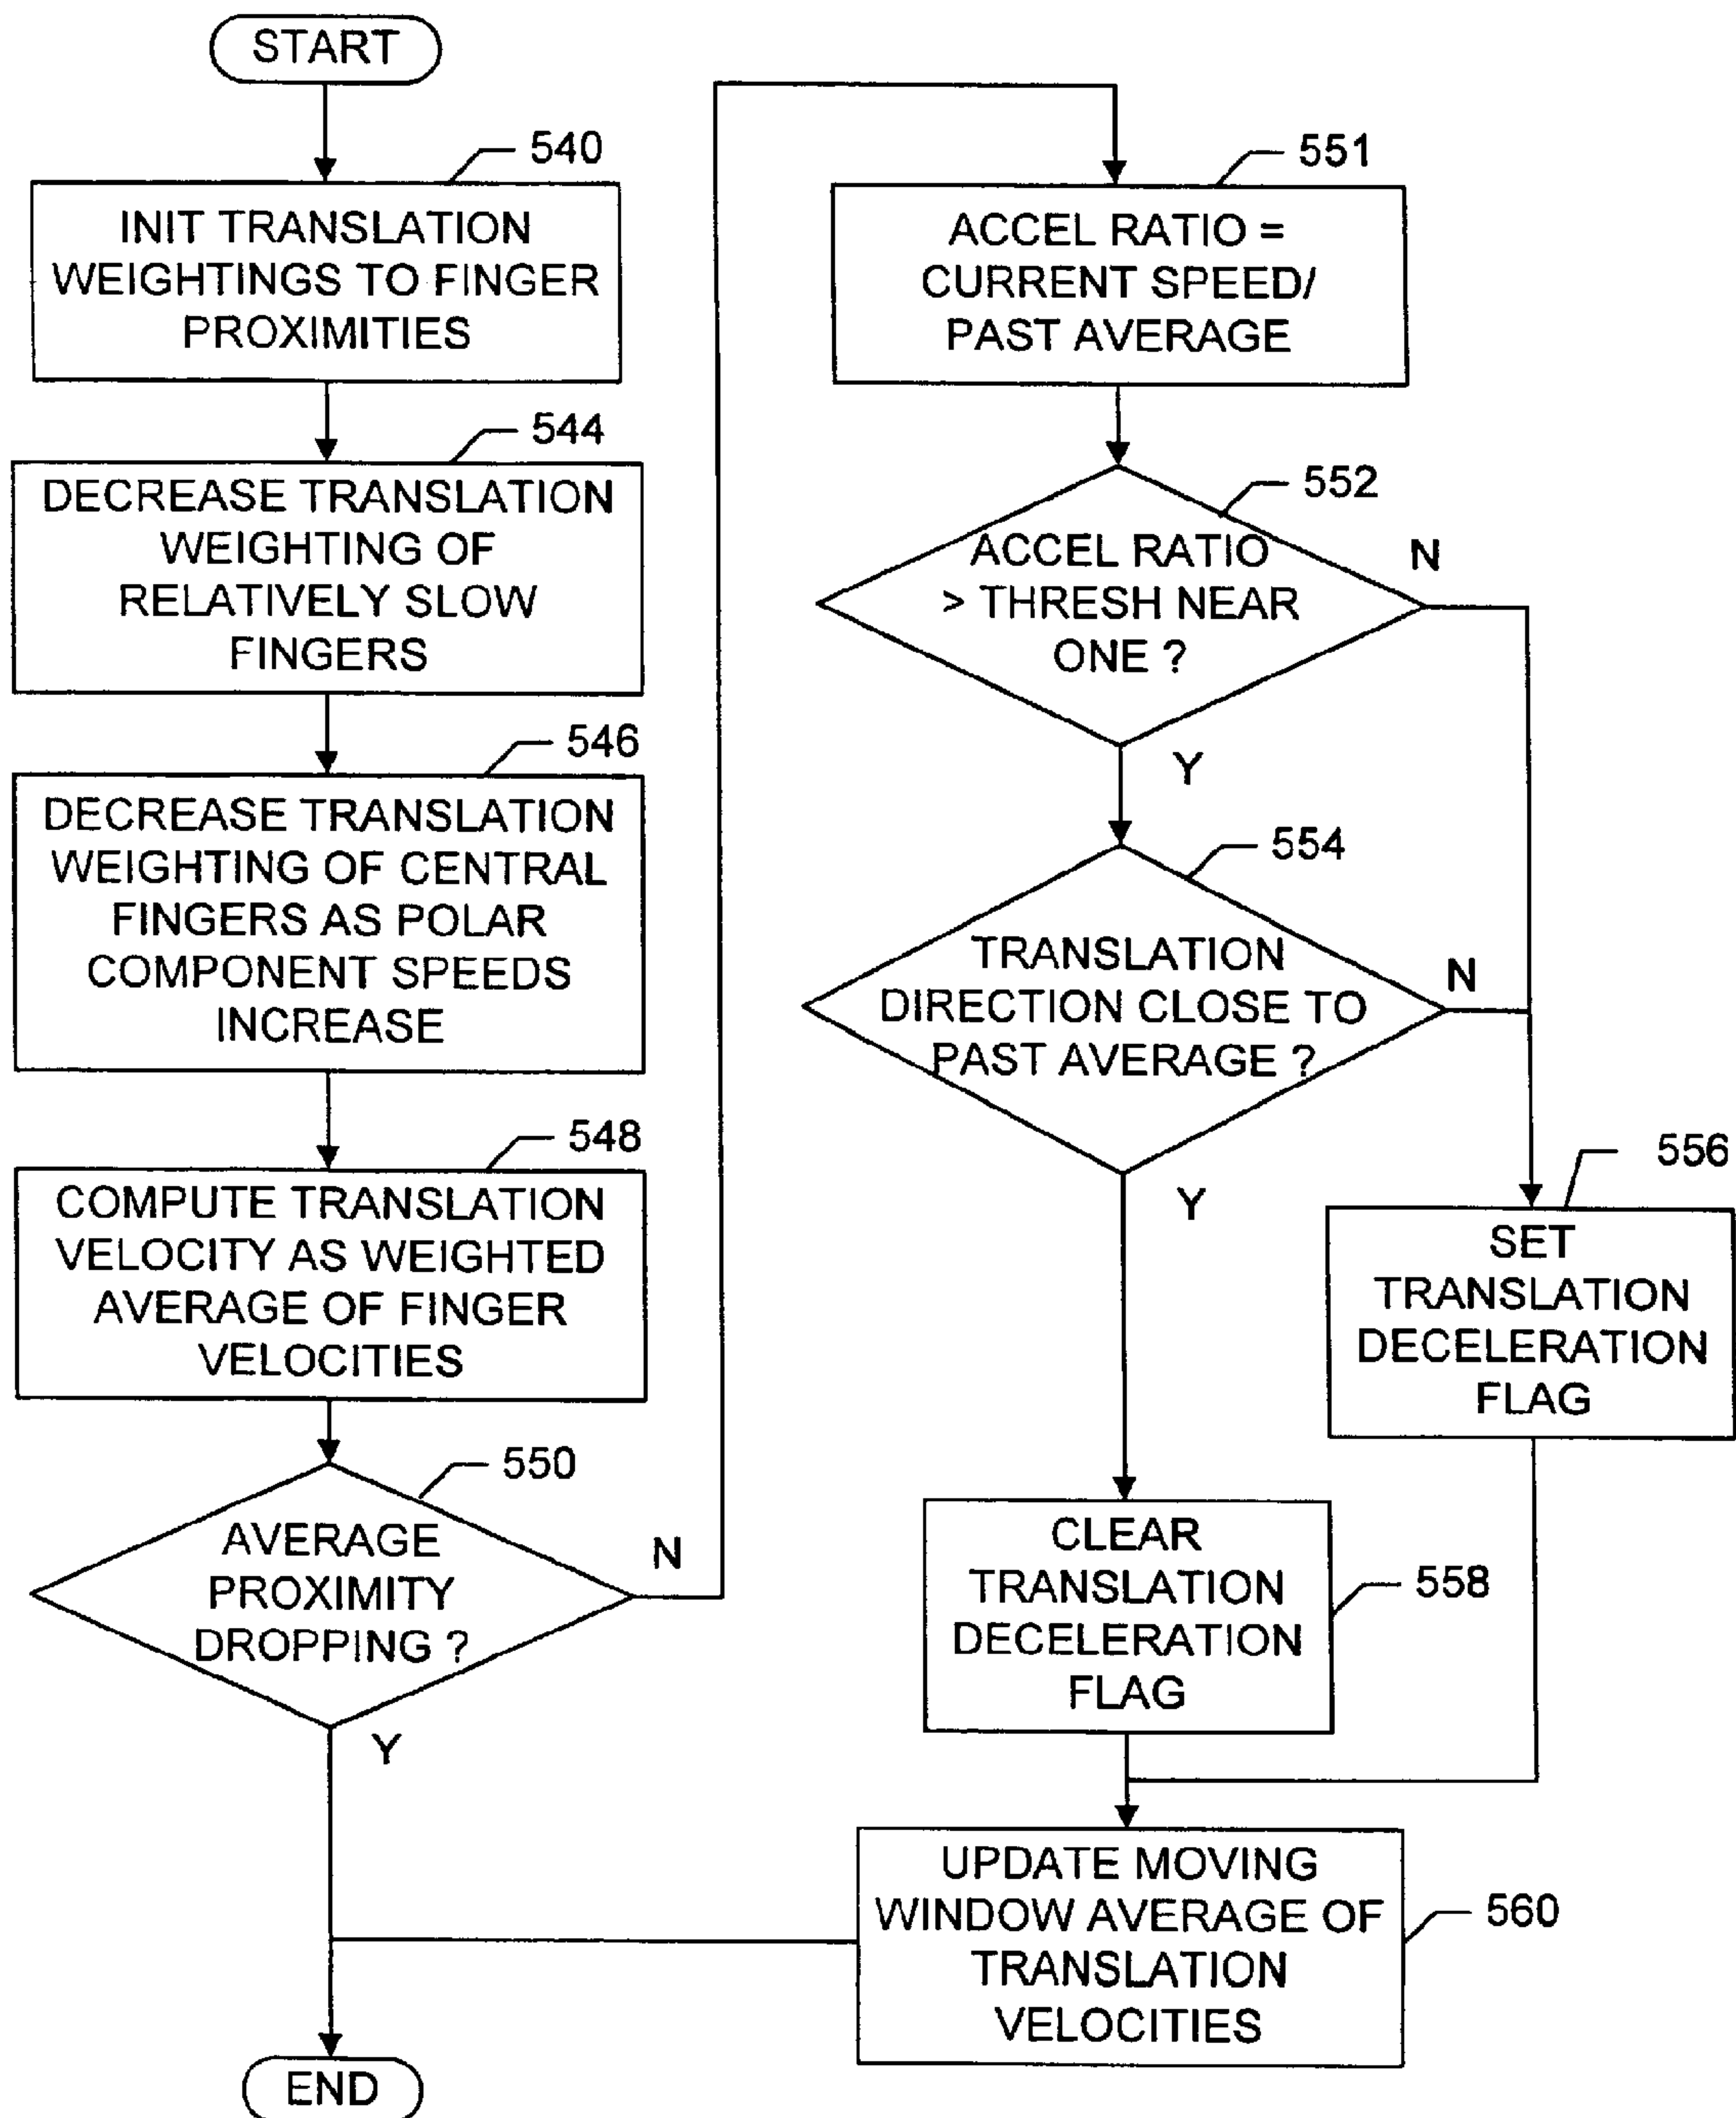 START
540
INIT TRANSLATION
WEIGHTINGS TO FINGER
PROXIMITIES
544
DECREASE TRANSLATION
WEIGHTING OF
RELATIVELY SLOW
FINGERS
546
DECREASE TRANSLATION
WEIGHTING OF CENTRAL
FINGERS AS POLAR
COMPONENT SPEEDS
INCREASE
548
COMPUTE TRANSLATION
VELOCITY AS WEIGHTED
AVERAGE OF FINGER
VELOCITIES
550
AVERAGE
PROXIMITY
DROPPING ?
N
Y
551
ACCEL RATIO =
CURRENT SPEED/
PAST AVERAGE
552
ACCEL RATIO
> THRESH NEAR
ONE ?
N
Y
554
TRANSLATION
DIRECTION CLOSE TO
PAST AVERAGE ?
N
Y
556
SET
TRANSLATION
DECELERATION
FLAG
CLEAR
TRANSLATION
DECELERATION
FLAG
558
UPDATE MOVING
WINDOW AVERAGE OF
TRANSLATION
VELOCITIES
560
END